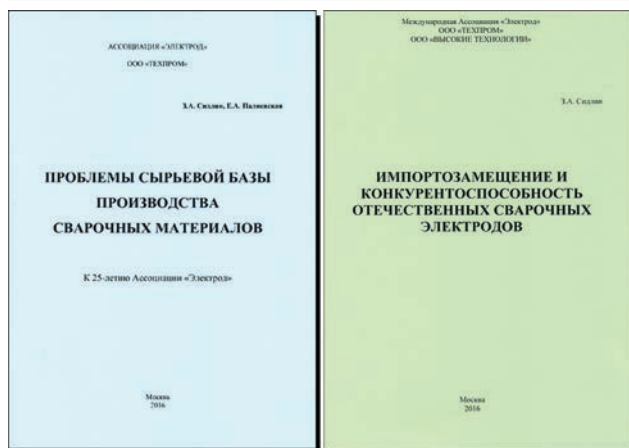 АССОЦИАЦИЯ «ЭЛЕКТРОД»
ООО «ТЕХПРОМ»
З.А. Сидлин, Е.А. Палиевская
ПРОБЛЕМЫ СЫРЬЕВОЙ БАЗЫ
ПРОИЗВОДСТВА
СВАРОЧНЫХ МАТЕРИАЛОВ
К 25-летию Ассоциации «Электрод»
Москва
2016
Международная Ассоциация «Электрод»
ООО «ТЕХПРОМ»
ООО «ВЫСОКИЕ ТЕХНОЛОГИИ»
З.А. Сидлин
ИМПОРТОЗАМЕЩЕНИЕ И
КОНКУРЕНТОСПОСОБНОСТЬ
ОТЕЧЕСТВЕННЫХ СВАРОЧНЫХ
ЭЛЕКТРОДОВ
Москва
2016